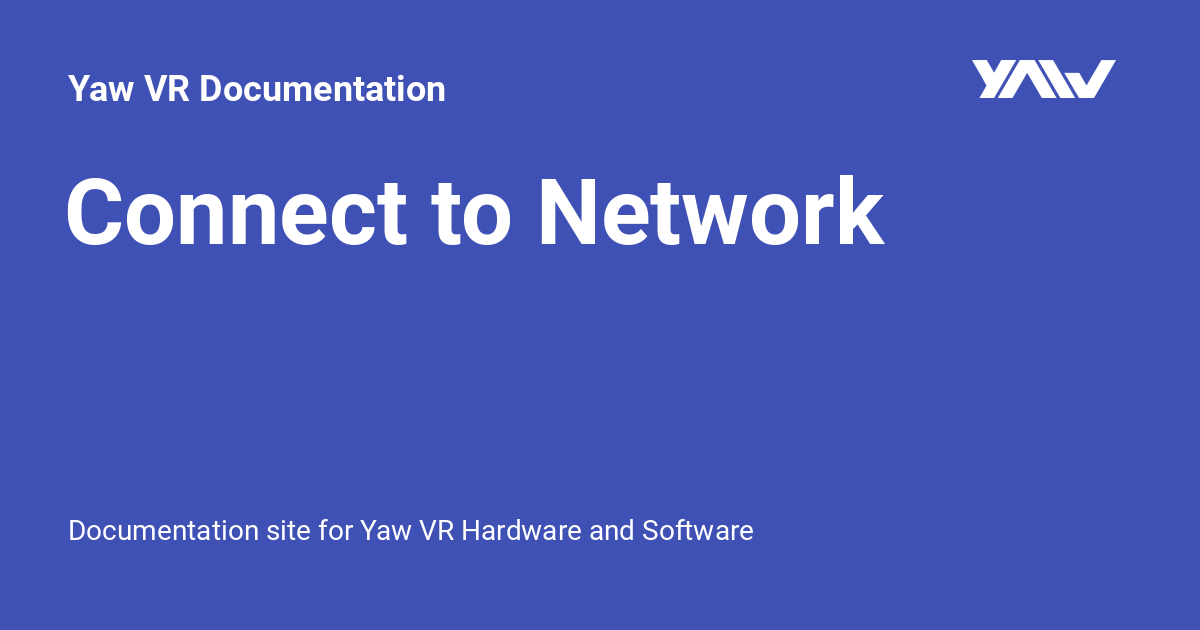 Yaw VR Documentation
YAW
Connect to Network
Documentation site for Yaw VR Hardware and Software